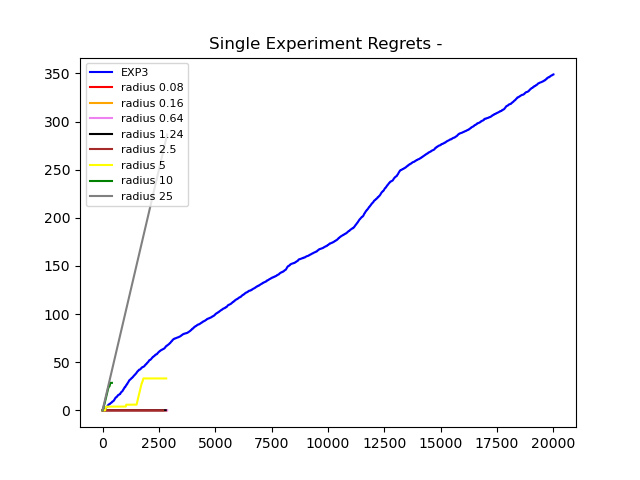 Single Experiment Regrets -
350
300
250
200
150
100
50
0
EXP3
radius 0.08
radius 0.16
radius 0.64
radius 1.24
radius 2.5
radius 5
radius 10
radius 25
0 2500 5000 7500 10000 12500 15000 17500 20000